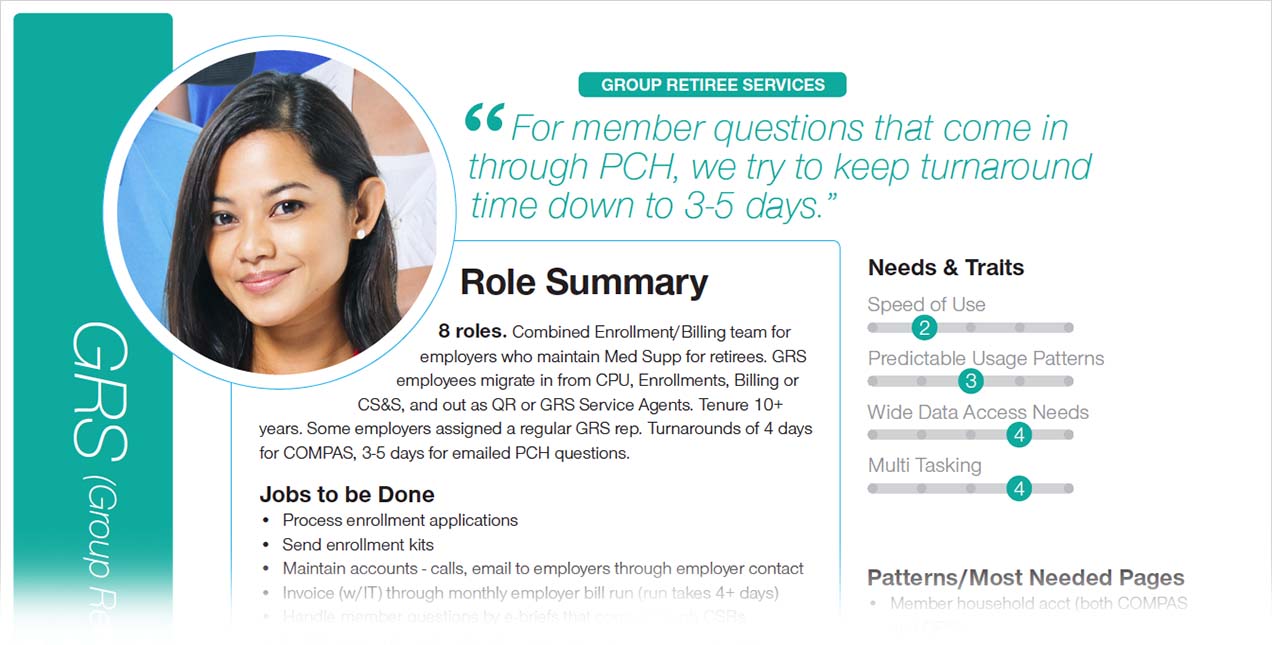 GROUP RETIREE SERVICES
“For member questions that come in
through PCH, we try to keep turnaround
time down to 3-5 days.”
GRS (Group Re
Role Summary
8 roles. Combined Enrollment/Billing team for
employers who maintain Med Supp for retirees. GRS
employees migrate in from CPU, Enrollments, Billing or
CS&S, and out as QR or GRS Service Agents. Tenure 10+
years. Some employers assigned a regular GRS rep. Turnarounds of 4 days
for COMPAS, 3-5 days for emailed PCH questions.
Jobs to be Done
• Process enrollment applications
• Send enrollment kits
• Maintain accounts - calls, email to employers through employer contact
• Invoice (w/IT) through monthly employer bill run (run takes 4+ days)
• Handle member questions by e-briefs that come through CSRs
Needs & Traits
Speed of Use
2
Predictable Usage Patterns
3
Wide Data Access Needs
4
Multi Tasking
4
Patterns/Most Needed Pages
• Member household acct (both COMPAS